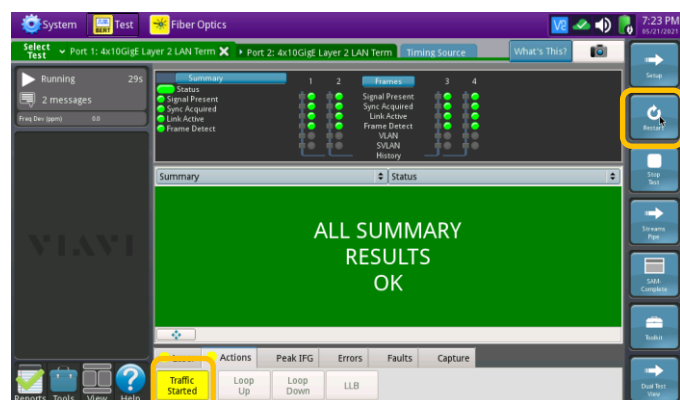 System Test Fiber Optics V2 7:23 PM
05/21/2021
Select Test Port 1: 4x10GigE Layer 2 LAN Term Port 2: 4x10GigE Layer 2 LAN Term Timing Source What's This?
Running 29s
2 messages
Freq Dev (ppm) 0.0
VIAVI
Summary 1 2 Frames 3 4
Status
Signal Present Signal Present
Sync Acquired Sync Acquired
Link Active Link Active
Frame Detect Frame Detect
VLAN
SVLAN
History
Summary Status
ALL SUMMARY
RESULTS
OK
Actions Peak IFG Errors Faults Capture
Traffic Started Loop Up Loop Down LLB
Reports Tools View Help
Setup
Restart
Stop
Test
Streams
Pipe
SAM-
Complete
Toolkit
Dual Test
View